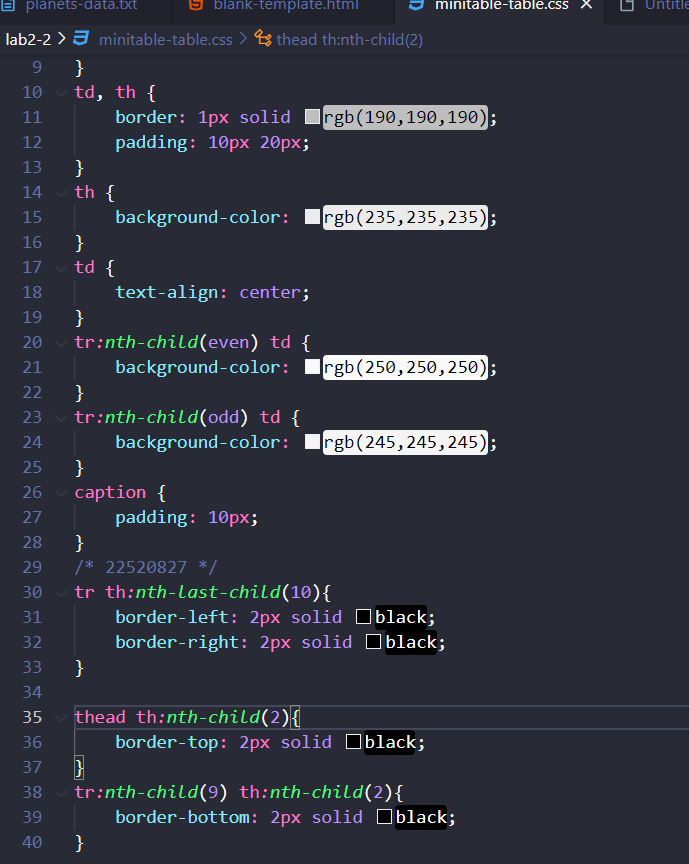 planets-data.txt blank-template.html minitable-table.css × Untitle
lab2-2 > minitable-table.css > thead th:nth-child(2)
9 }
10 td, th {
11 border: 1px solid rgb(190,190,190);
12 padding: 10px 20px;
13 }
14 th {
15 background-color: rgb(235,235,235);
16 }
17 td {
18 text-align: center;
19 }
20 tr:nth-child(even) td {
21 background-color: rgb(250,250,250);
22 }
23 tr:nth-child(odd) td {
24 background-color: rgb(245,245,245);
25 }
26 caption {
27 padding: 10px;
28 }
29 /* 22520827 */
30 tr th:nth-last-child(10){
31 border-left: 2px solid black;
32 border-right: 2px solid black;
33 }
34
35 thead th:nth-child(2){
36 border-top: 2px solid black;
37 }
38 tr:nth-child(9) th:nth-child(2){
39 border-bottom: 2px solid black;
40 }